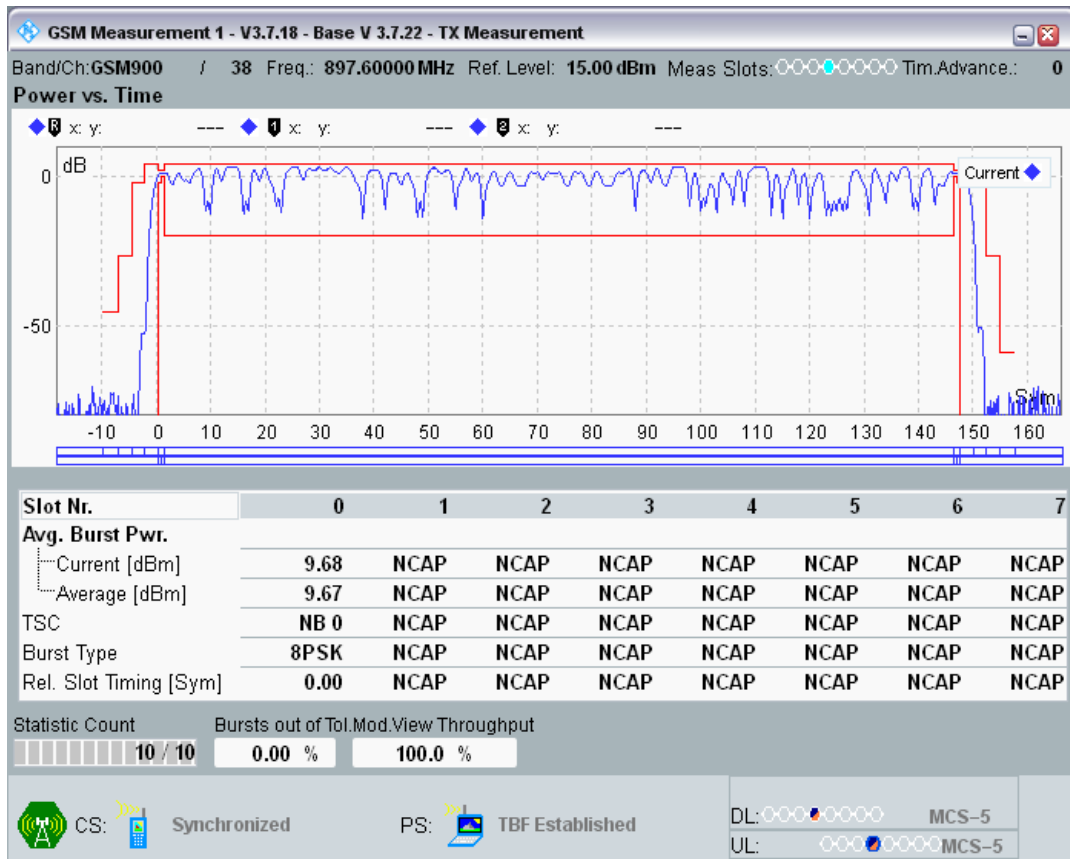 GSM Measurement 1 - V3.7.18 - Base V 3.7.22 - TX Measurement
Band/Ch:GSM900 / 38 Freq.: 897.60000 MHz Ref. Level: 15.00 dBm Meas Slots: Tim.Advance.: 0
Power vs. Time
R x: y: --- 1 x: y: --- 2 x: y: ---
dB
Current
0
-50
Sym
-10 0 10 20 30 40 50 60 70 80 90 100 110 120 130 140 150 160
Slot Nr. 0 1 2 3 4 5 6 7
Avg. Burst Pwr.
Current [dBm] 9.68 NCAP NCAP NCAP NCAP NCAP NCAP NCAP
Average [dBm] 9.67 NCAP NCAP NCAP NCAP NCAP NCAP NCAP
TSC NB 0 NCAP NCAP NCAP NCAP NCAP NCAP NCAP
Burst Type 8PSK NCAP NCAP NCAP NCAP NCAP NCAP NCAP
Rel. Slot Timing [Sym] 0.00 NCAP NCAP NCAP NCAP NCAP NCAP NCAP
Statistic Count Bursts out of Tol.Mod.View Throughput
10 / 10 0.00 % 100.0 %
CS: Synchronized PS: TBF Established
DL: MCS-5
UL: MCS-5